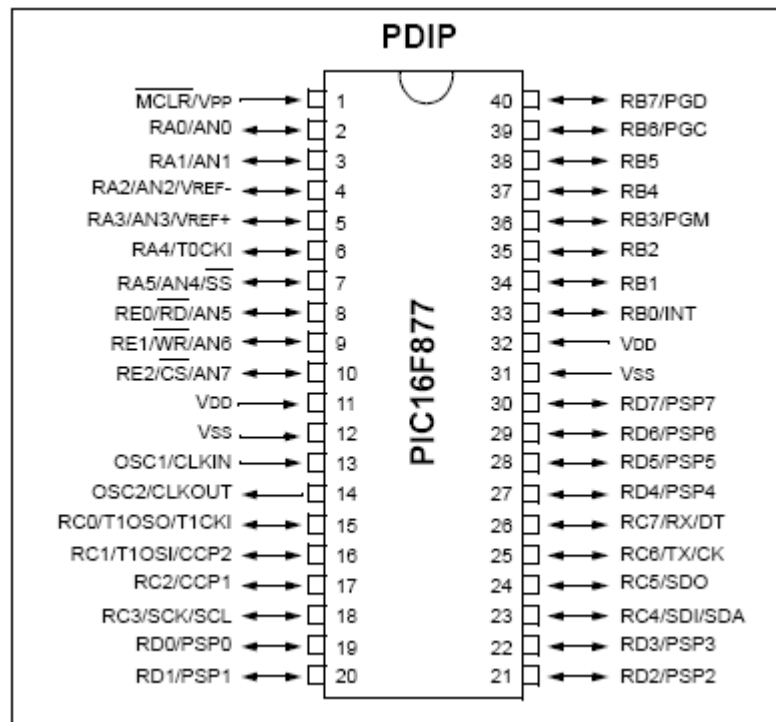 PDIP
MCLR/VPP 1 40 RB7/PGD
RA0/AN0 2 39 RB6/PGC
RA1/AN1 3 38 RB5
RA2/AN2/VREF- 4 37 RB4
RA3/AN3/VREF+ 5 36 RB3/PGM
RA4/T0CKI 6 35 RB2
RA5/AN4/SS 7 34 RB1
RE0/RD/AN5 8 33 RB0/INT
RE1/WR/AN6 9 32 VDD
RE2/CS/AN7 10 31 VSS
VDD 11 30 RD7/PSP7
VSS 12 29 RD6/PSP6
OSC1/CLKIN 13 28 RD5/PSP5
OSC2/CLKOUT 14 27 RD4/PSP4
RC0/T1OSO/T1CKI 15 26 RC7/RX/DT
RC1/T1OSI/CCP2 16 25 RC6/TX/CK
RC2/CCP1 17 24 RC5/SDO
RC3/SCK/SCL 18 23 RC4/SDI/SDA
RD0/PSP0 19 22 RD3/PSP3
RD1/PSP1 20 21 RD2/PSP2
PIC16F877